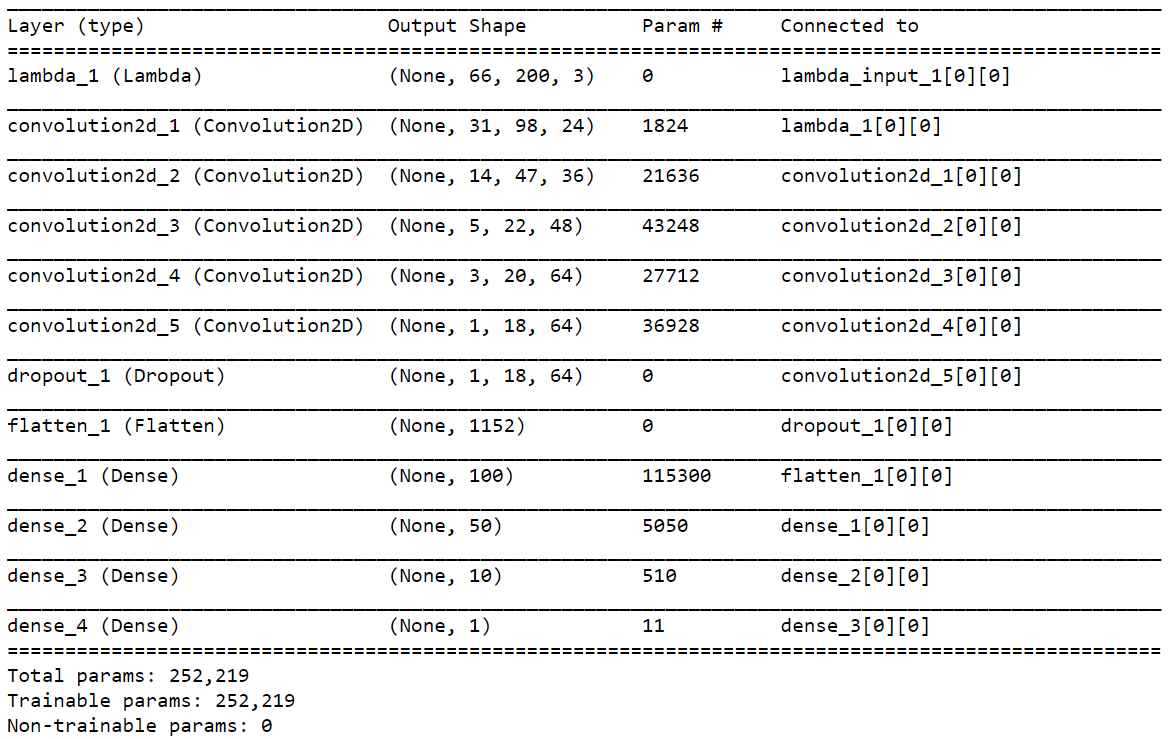 Layer (type) Output Shape Param # Connected to
lambda_1 (Lambda) (None, 66, 200, 3) 0 lambda_input_1[0][0]
convolution2d_1 (Convolution2D) (None, 31, 98, 24) 1824 lambda_1[0][0]
convolution2d_2 (Convolution2D) (None, 14, 47, 36) 21636 convolution2d_1[0][0]
convolution2d_3 (Convolution2D) (None, 5, 22, 48) 43248 convolution2d_2[0][0]
convolution2d_4 (Convolution2D) (None, 3, 20, 64) 27712 convolution2d_3[0][0]
convolution2d_5 (Convolution2D) (None, 1, 18, 64) 36928 convolution2d_4[0][0]
dropout_1 (Dropout) (None, 1, 18, 64) 0 convolution2d_5[0][0]
flatten_1 (Flatten) (None, 1152) 0 dropout_1[0][0]
dense_1 (Dense) (None, 100) 115300 flatten_1[0][0]
dense_2 (Dense) (None, 50) 5050 dense_1[0][0]
dense_3 (Dense) (None, 10) 510 dense_2[0][0]
dense_4 (Dense) (None, 1) 11 dense_3[0][0]
Total params: 252,219
Trainable params: 252,219
Non-trainable params: 0